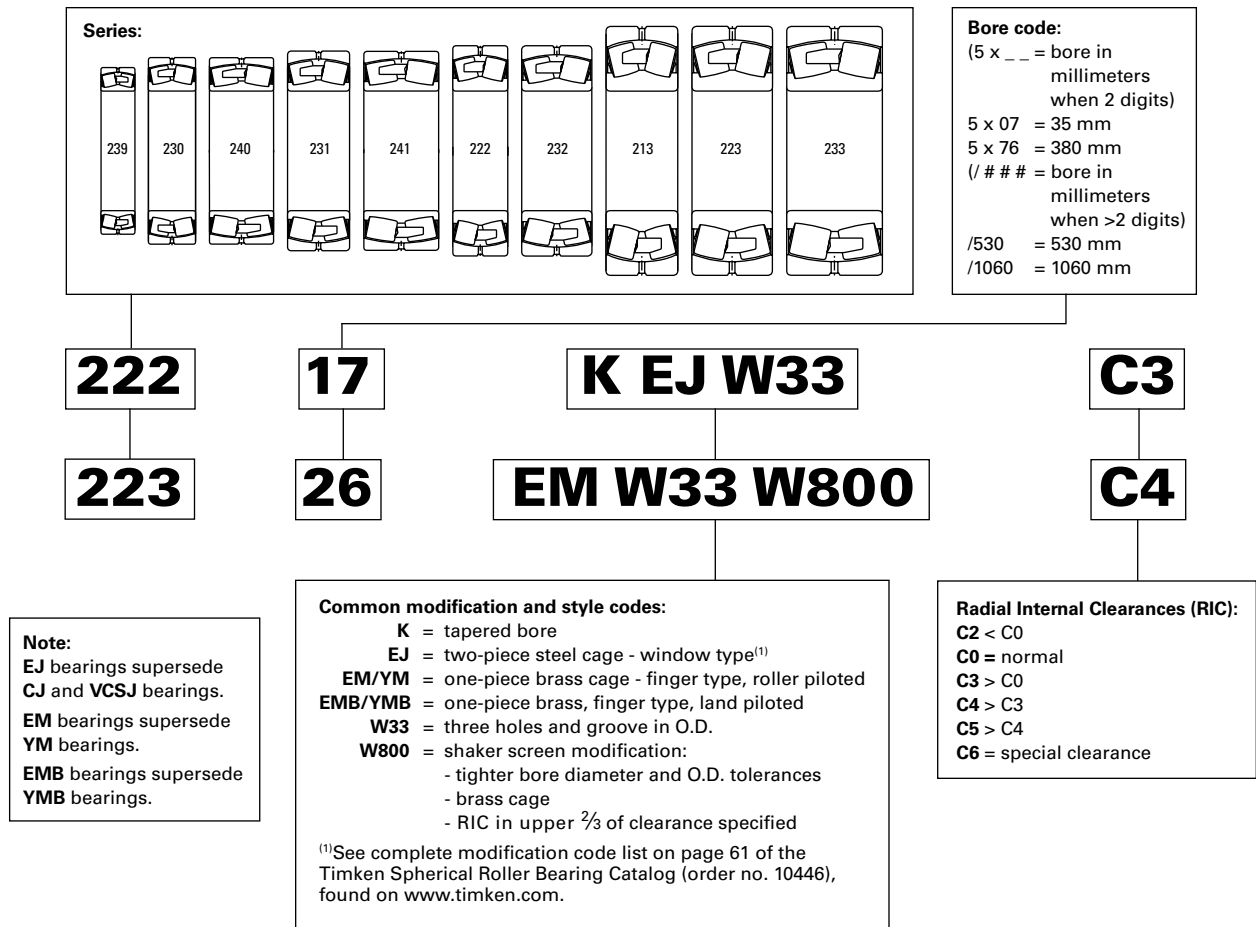 Series:
239
230
240
231
241
222
232
213
223
233
Bore code:
(5 x _ _ = bore in
millimeters
when 2 digits)
5 x 07 = 35 mm
5 x 76 = 380 mm
(/ # # # = bore in
millimeters
when >2 digits)
/530 = 530 mm
/1060 = 1060 mm
222
17
K EJ W33
C3
223
26
EM W33 W800
C4
Note:
EJ bearings supersede
CJ and VCSJ bearings.
EM bearings supersede
YM bearings.
EMB bearings supersede
YMB bearings.
Common modification and style codes:
K = tapered bore
EJ = two-piece steel cage - window type(1)
EM/YM = one-piece brass cage - finger type, roller piloted
EMB/YMB = one-piece brass, finger type, land piloted
W33 = three holes and groove in O.D.
W800 = shaker screen modification:
- tighter bore diameter and O.D. tolerances
- brass cage
- RIC in upper 2/3 of clearance specified
(1)See complete modification code list on page 61 of the
Timken Spherical Roller Bearing Catalog (order no. 10446),
found on www.timken.com.
Radial Internal Clearances (RIC):
C2 < C0
C0 = normal
C3 > C0
C4 > C3
C5 > C4
C6 = special clearance